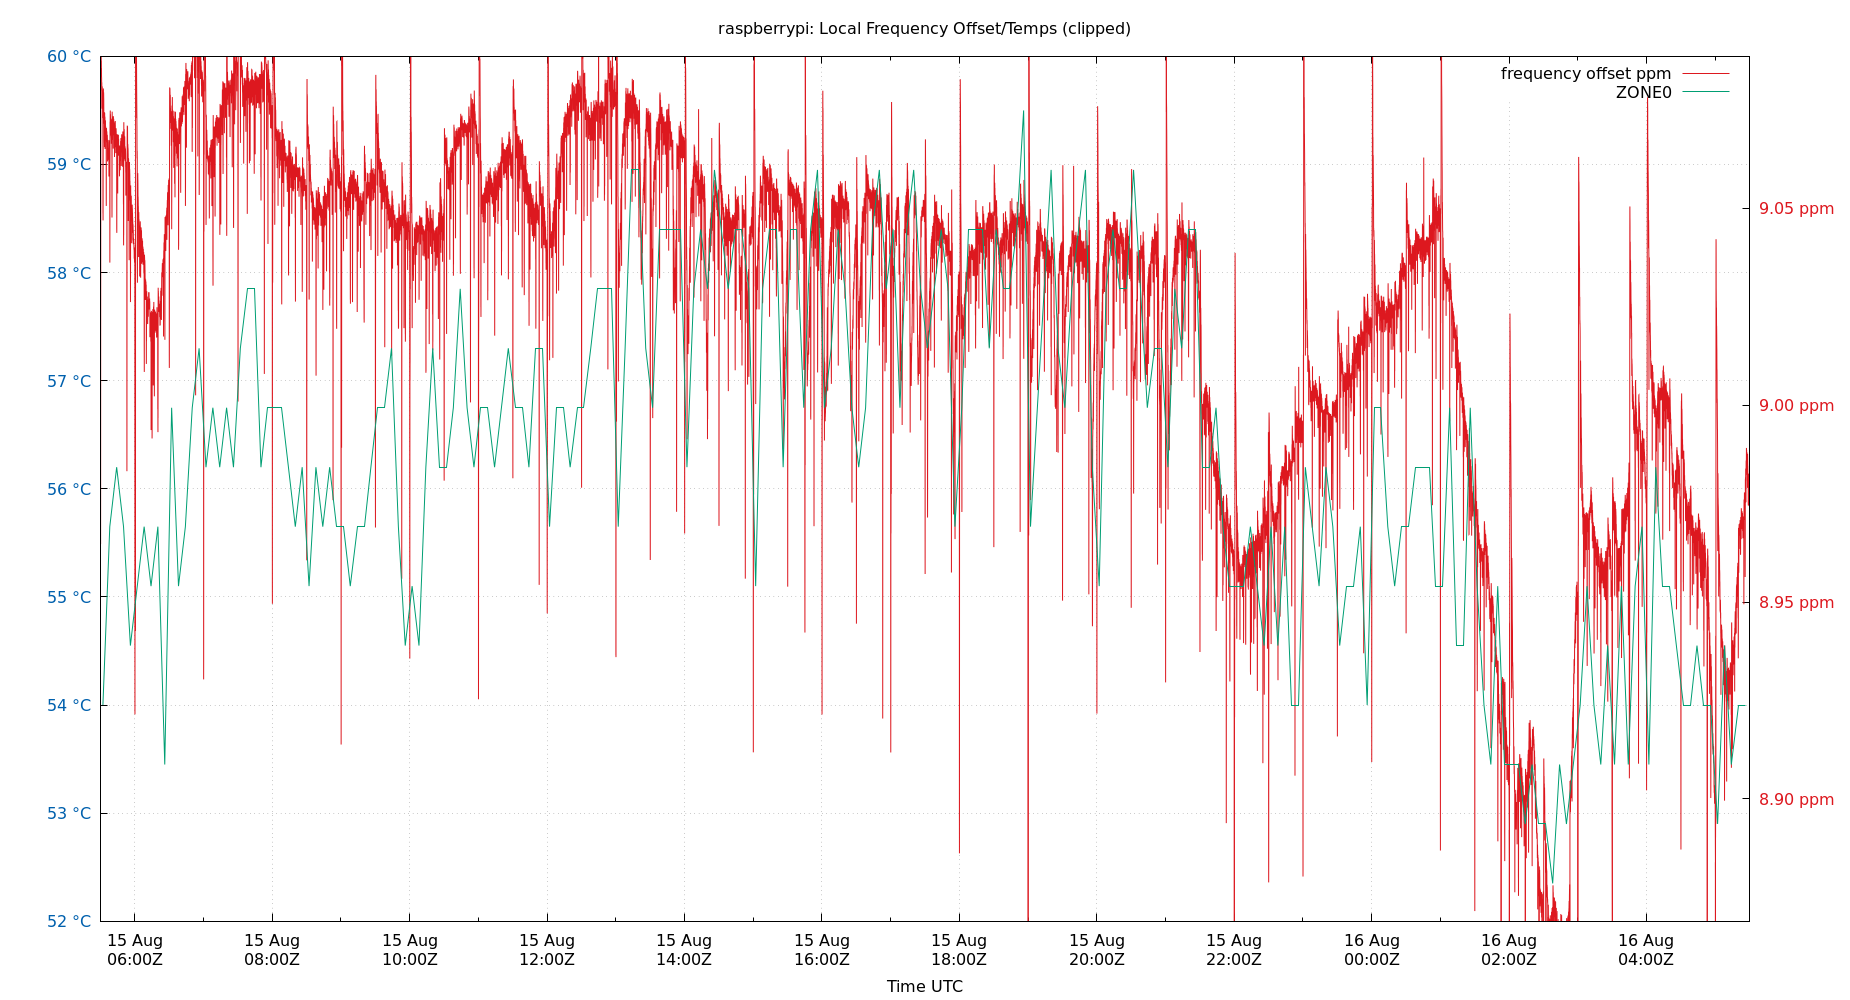 raspberrypi: Local Frequency Offset/Temps (clipped)
frequency offset ppm
ZONE0
60 °C
59 °C
58 °C
57 °C
56 °C
55 °C
54 °C
53 °C
52 °C
9.05 ppm
9.00 ppm
8.95 ppm
8.90 ppm
15 Aug 15 Aug 15 Aug 15 Aug 15 Aug 15 Aug 15 Aug 15 Aug 15 Aug 16 Aug 16 Aug 16 Aug
06:00Z 08:00Z 10:00Z 12:00Z 14:00Z 16:00Z 18:00Z 20:00Z 22:00Z 00:00Z 02:00Z 04:00Z
Time UTC